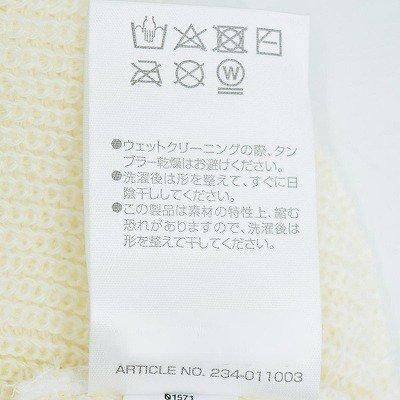 W
●ウェットクリーニングの際、タン
ブラー乾燥はお避けください。
●洗濯後は形を整えて、すぐに日
陰干ししてください。
●この製品は素材の特性上、縮む
恐れがありますので、洗濯後は
形を整えて干してください。
ARTICLE NO. 234-011003
01571